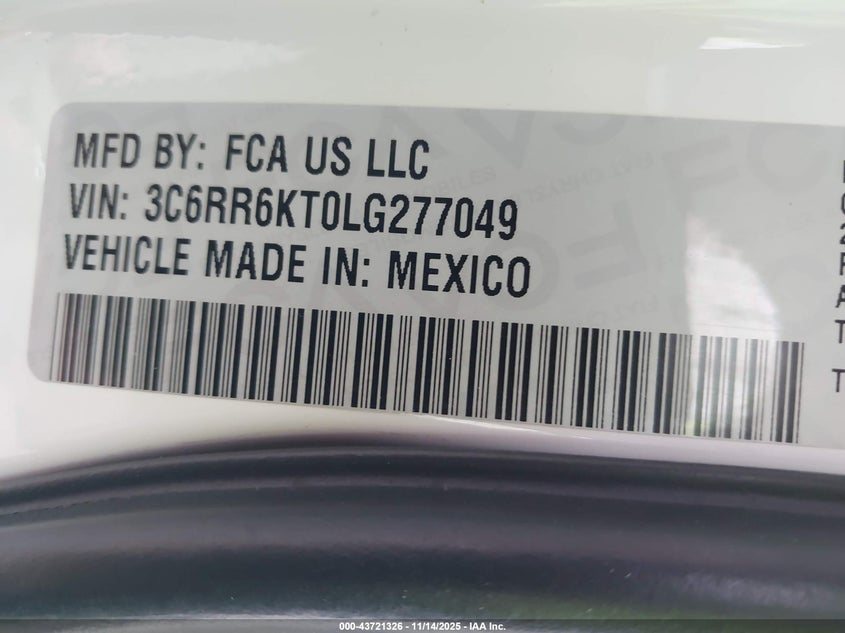 MFD BY: FCA US LLC
VIN: 3C6RR6KT0LG277049
VEHICLE MADE IN: MEXICO
000-43721326 - 11/14/2025 - IAA Inc.